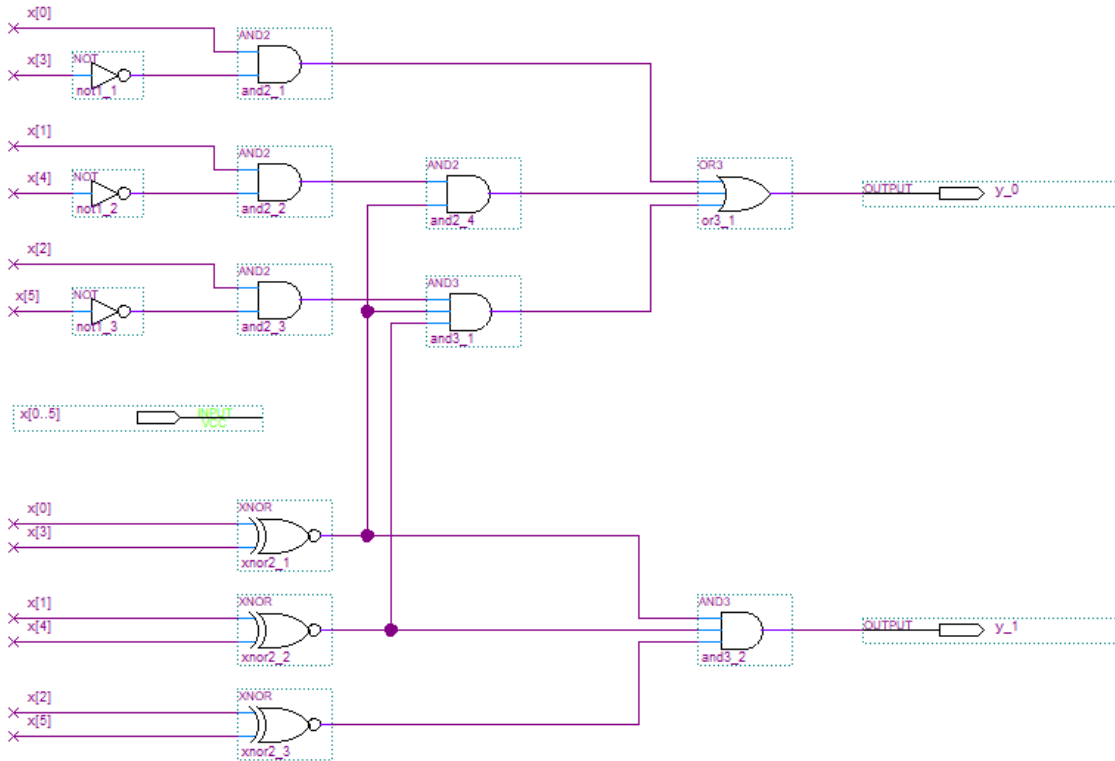 x[0]
AND2
x[3]
NOT
not1_1
and2_1
x[1]
AND2
x[4]
NOT
AND2
OR3
OUTPUT
y_0
not1_2
and2_2
and2_4
or3_1
x[2]
AND2
AND3
x[5]
NOT
not1_3
and2_3
and3_1
x[0..5]
INPUT
VCC
x[0]
XNOR
x[3]
xnor2_1
x[1]
XNOR
AND3
x[4]
OUTPUT
y_1
xnor2_2
and3_2
x[2]
XNOR
x[5]
xnor2_3